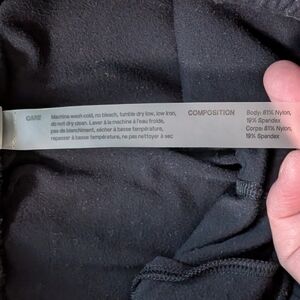 CARE
Machine wash cold, no bleach, tumble dry low, low iron,
do not dry clean. Laver à la machine à l'eau froide,
pas de blanchiment, sécher à basse température,
repasser à basse température, ne pas nettoyer à sec
COMPOSITION
Body: 81% Nylon,
19% Spandex
Corps: 81% Nylon,
19% Spandex